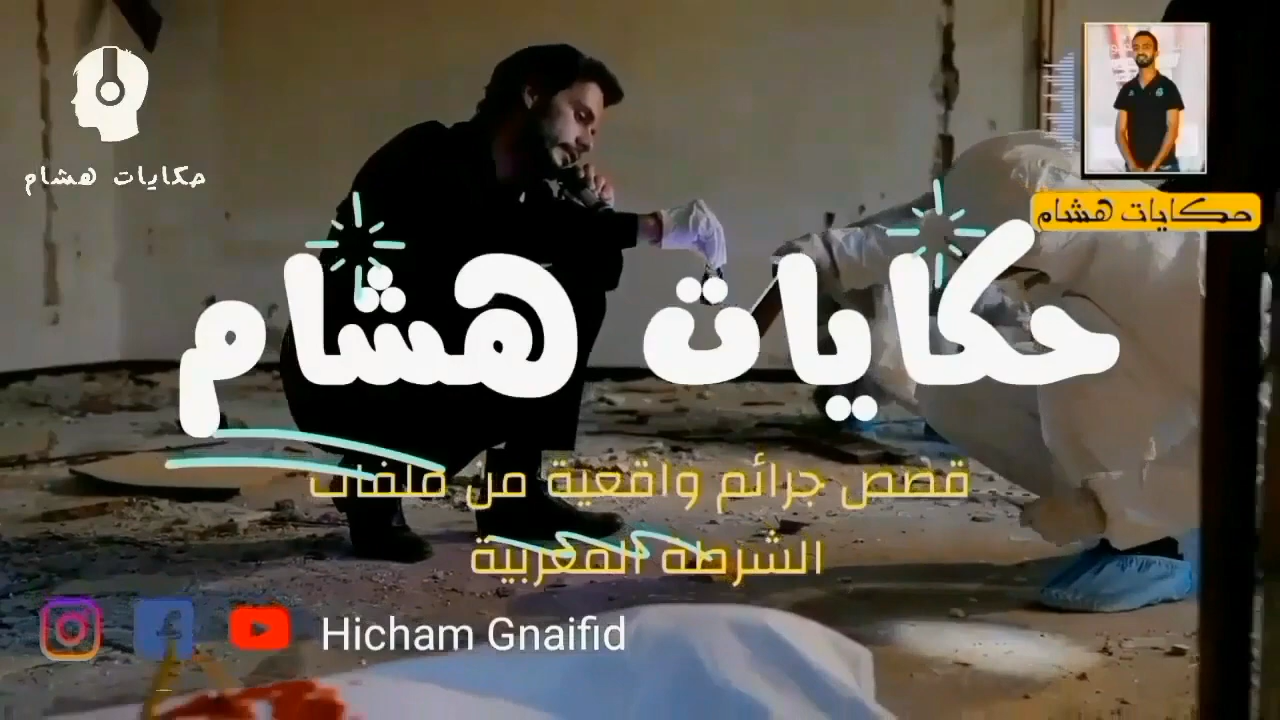 حكايات هشام
حكايات هشام
حكايات هشام
قصص جرائم واقعية من ملفات
الشرطة المغربية
Hicham Gnaifid